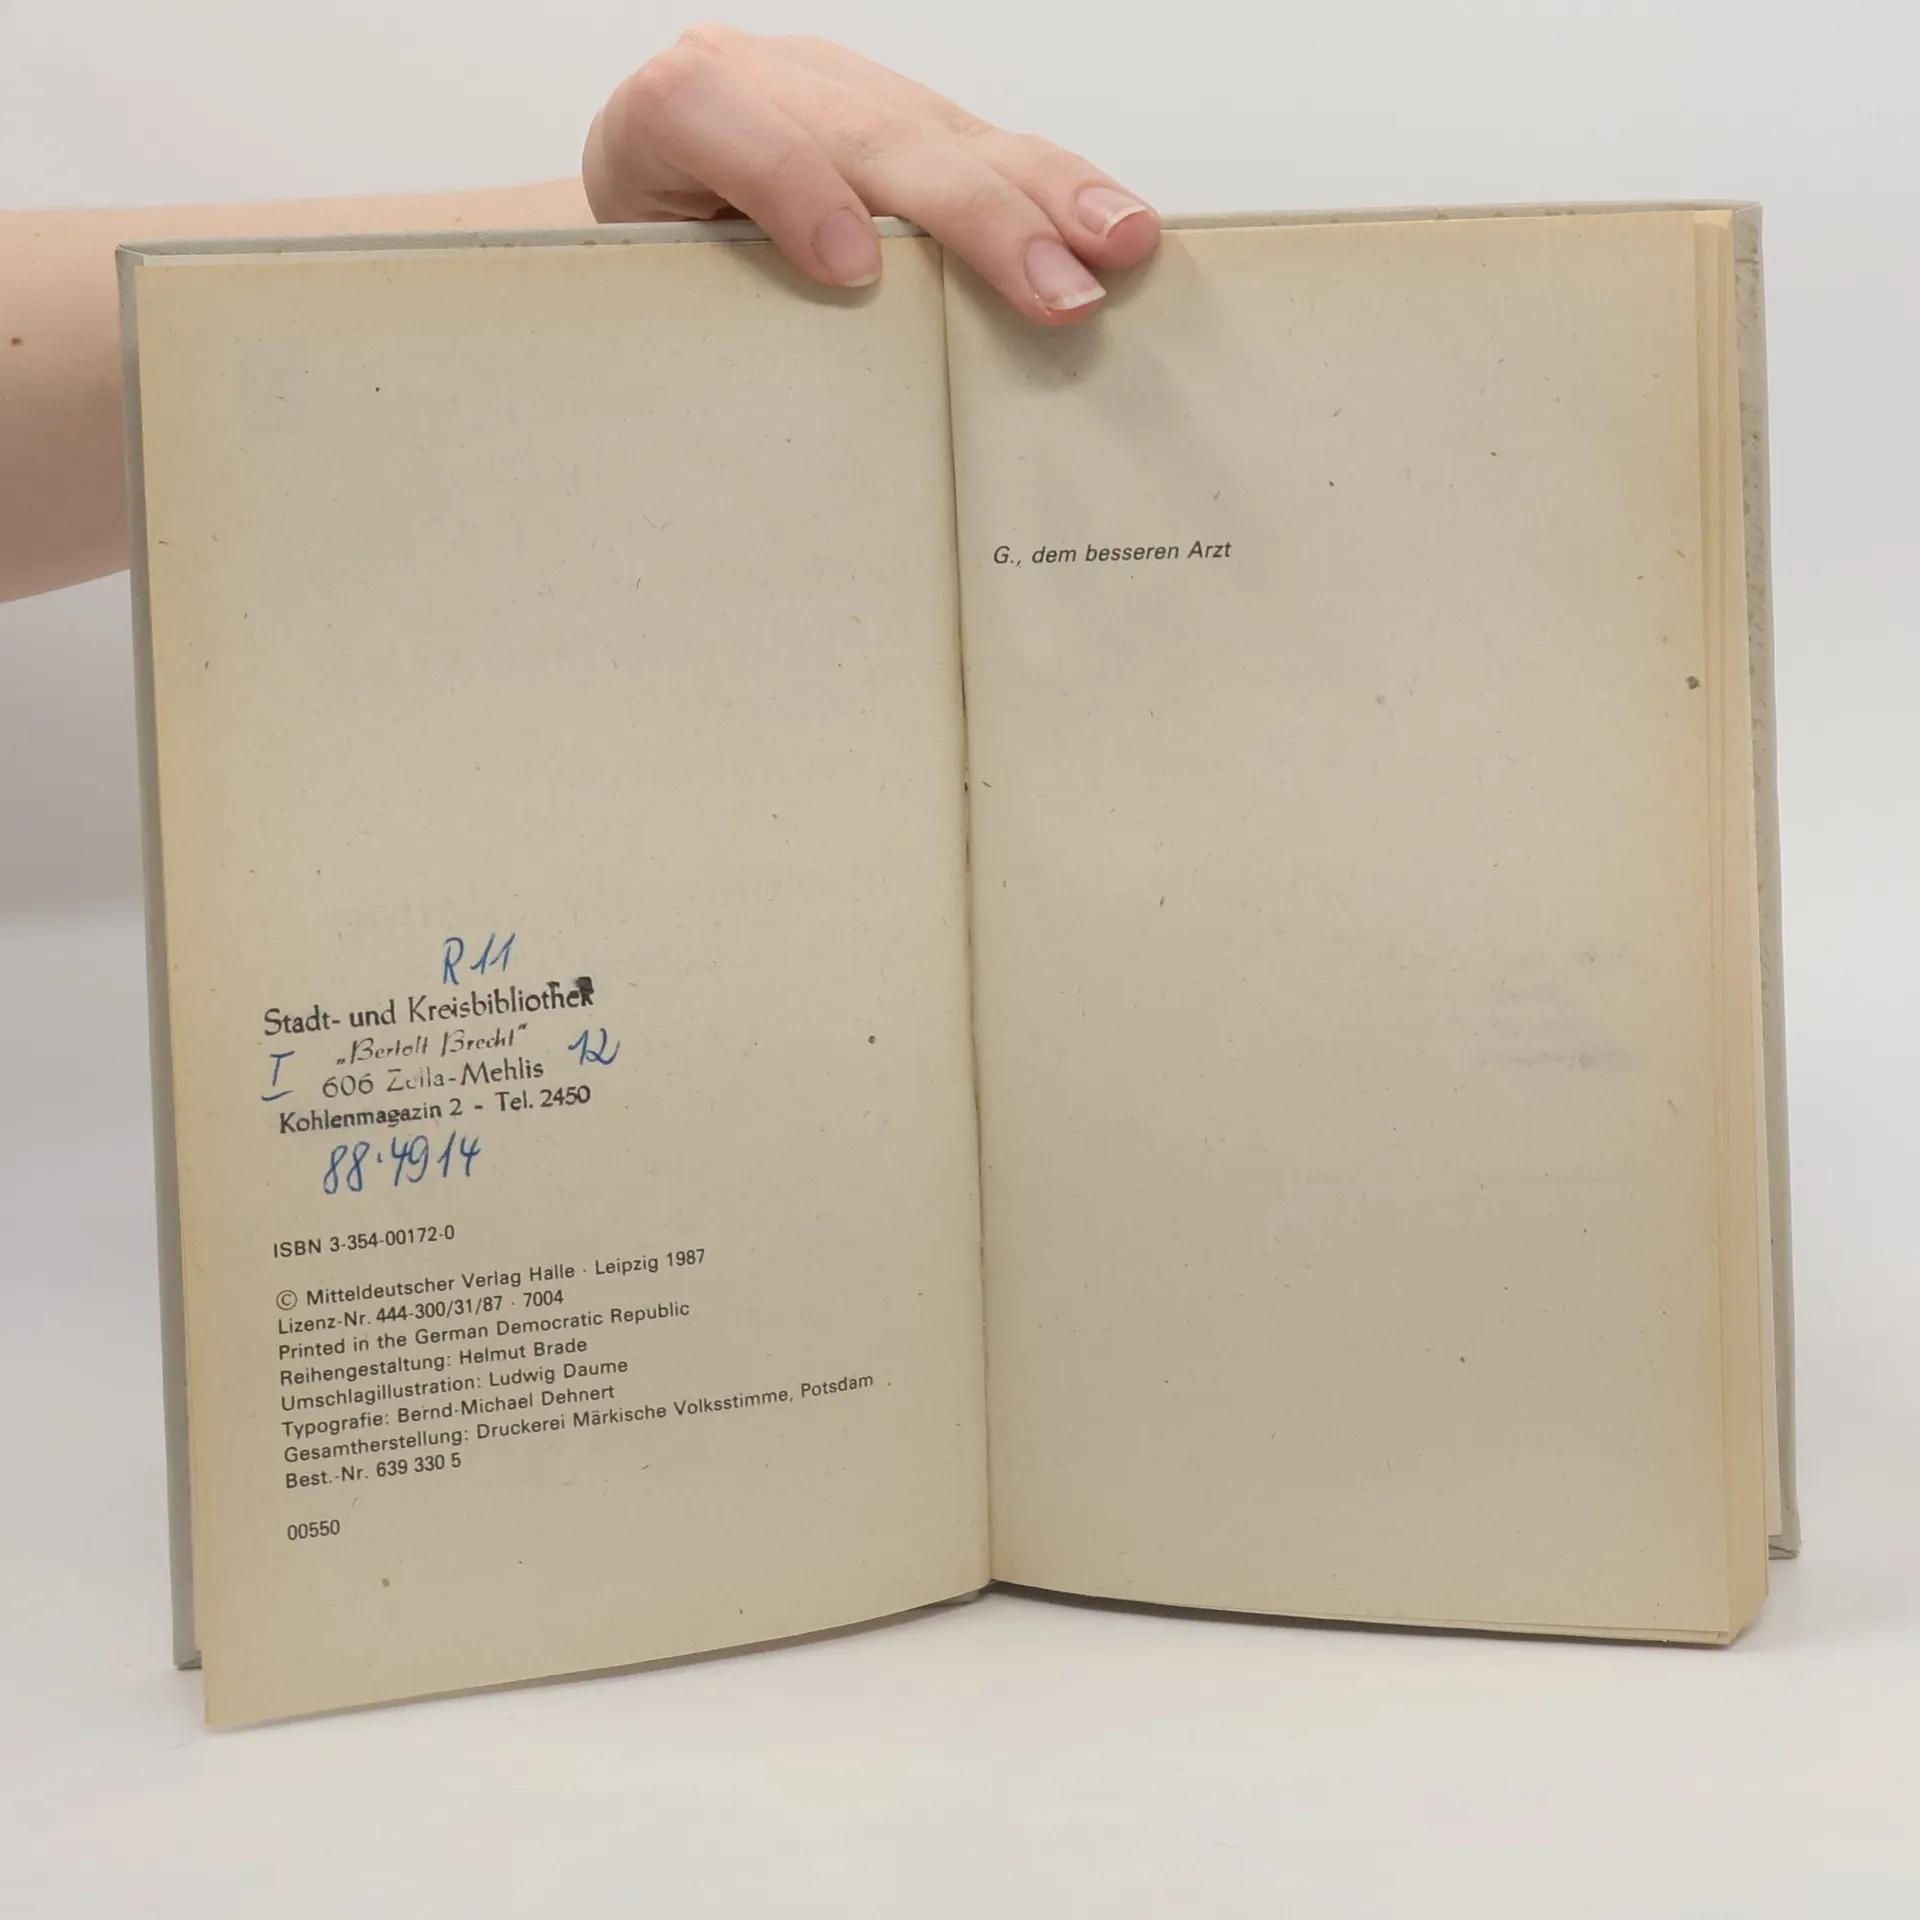 R 11
Stadt- und Kreisbibliothek
„Bertolt Brecht"
I 12
606 Zella-Mehlis
Kohlenmagazin 2 - Tel. 2450
88·4914
ISBN 3-354-00172-0
© Mitteldeutscher Verlag Halle · Leipzig 1987
Lizenz-Nr. 444-300/31/87 · 7004
Printed in the German Democratic Republic
Reihengestaltung: Helmut Brade
Umschlagillustration: Ludwig Daume
Typografie: Bernd-Michael Dehnert
Gesamtherstellung: Druckerei Märkische Volksstimme, Potsdam
Best.-Nr. 639 330 5
00550
G., dem besseren Arzt